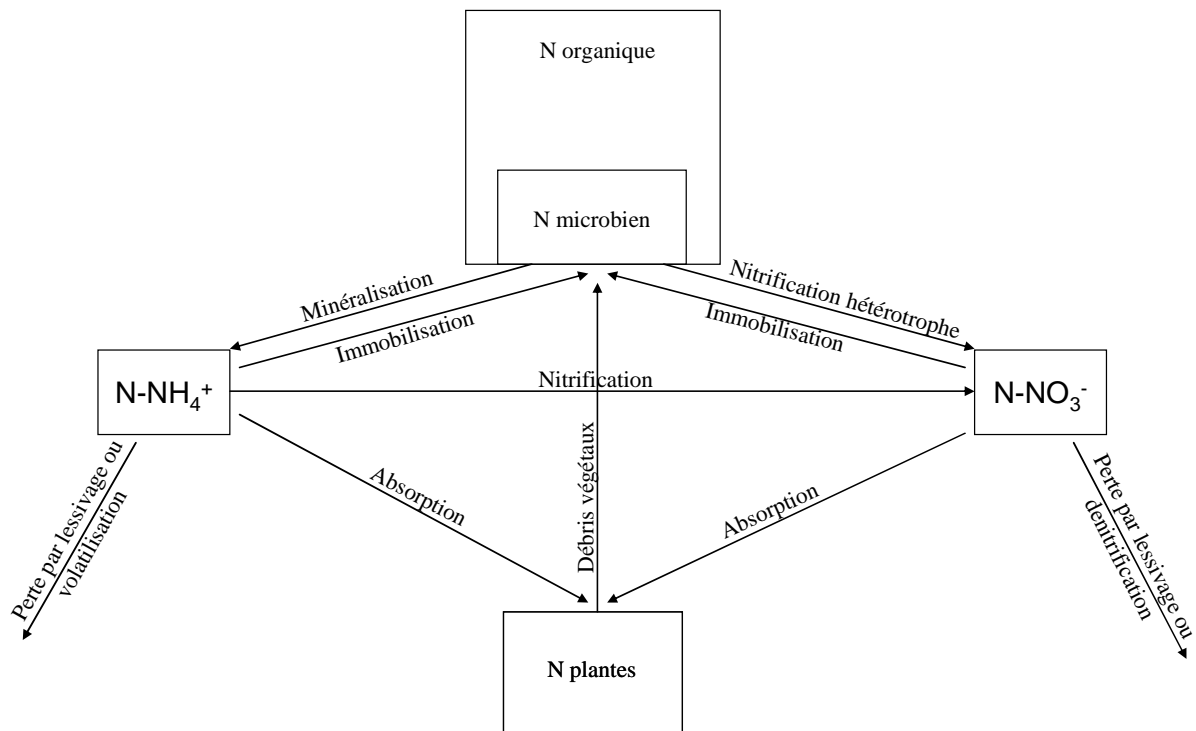 N organique
N microbien
Minéralisation
Immobilisation
Nitrification hétérotrophe
Immobilisation
N-NH₄⁺
Nitrification
N-NO₃⁻
Perte par lessivage ou
volatilisation
Absorption
Débris végétaux
Absorption
Perte par lessivage ou
denitrification
N plantes